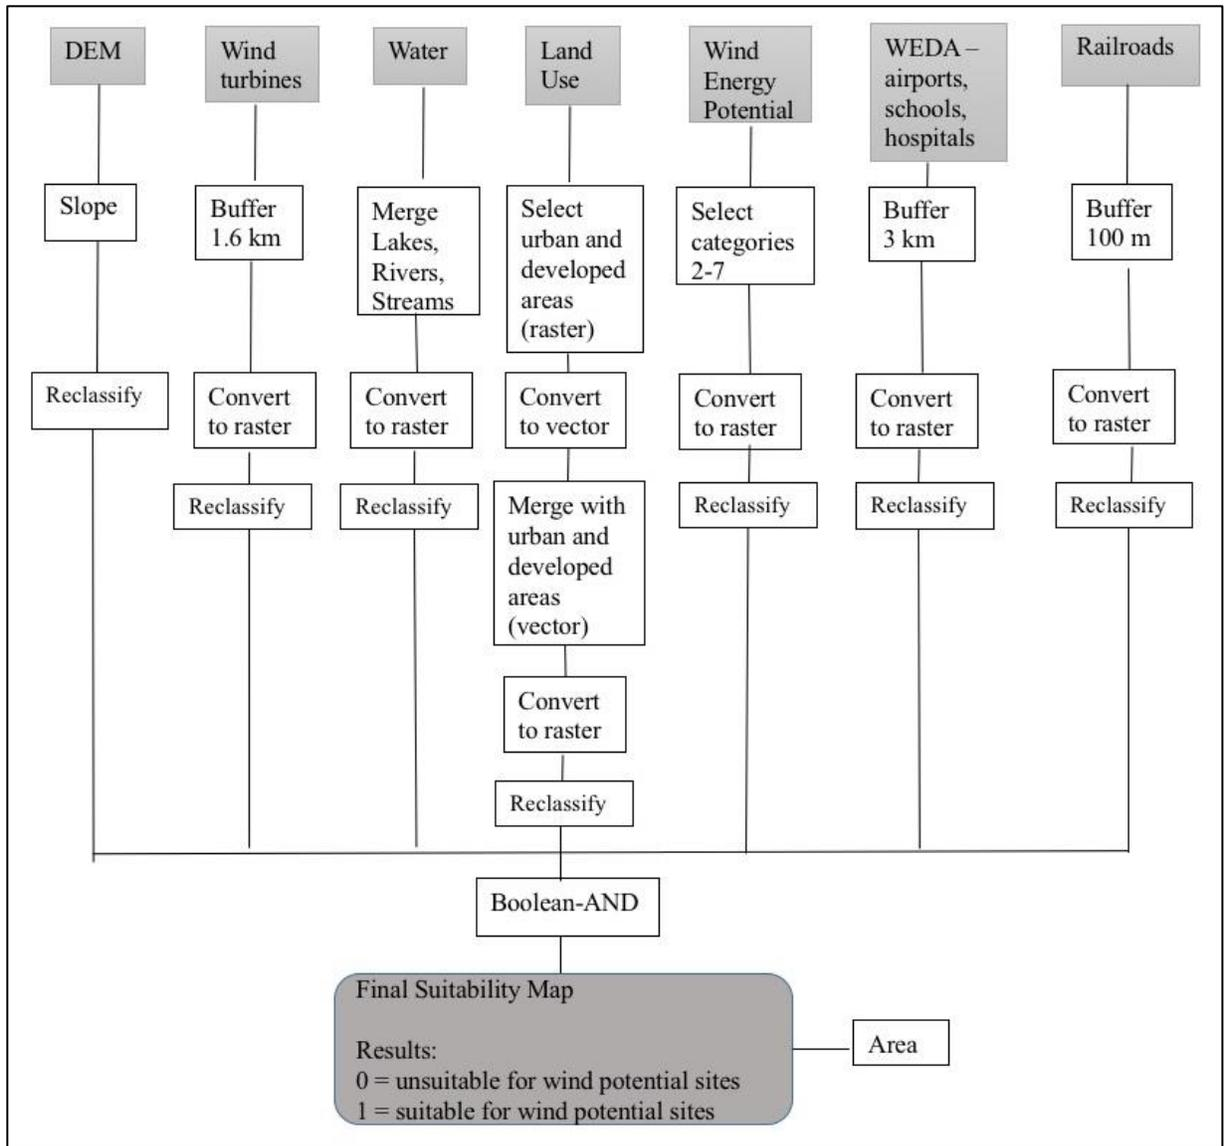 DEM
Wind
turbines
Water
Land
Use
Wind
Energy
Potential
WEDA –
airports,
schools,
hospitals
Railroads
Slope
Buffer
1.6 km
Merge
Lakes,
Rivers,
Streams
Select
urban and
developed
areas
(raster)
Select
categories
2-7
Buffer
3 km
Buffer
100 m
Reclassify
Convert
to raster
Convert
to raster
Convert
to vector
Convert
to raster
Convert
to raster
Convert
to raster
Reclassify
Reclassify
Merge with
urban and
developed
areas
(vector)
Reclassify
Reclassify
Reclassify
Convert
to raster
Reclassify
Boolean-AND
Final Suitability Map
Results:
0 = unsuitable for wind potential sites
1 = suitable for wind potential sites
Area